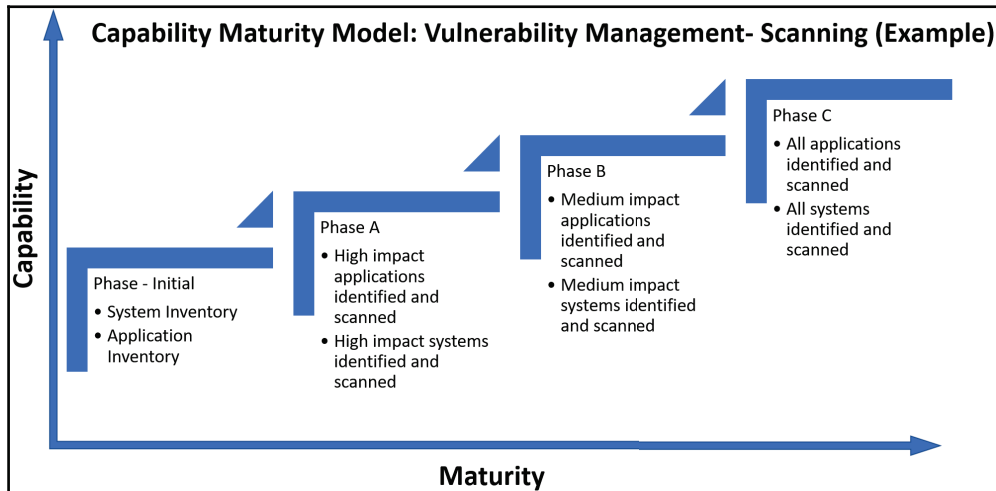 Capability Maturity Model: Vulnerability Management- Scanning (Example)
Capability
Phase - Initial
• System Inventory
• Application
Inventory
Phase A
• High impact
applications
identified and
scanned
• High impact systems
identified and
scanned
Phase B
• Medium impact
applications
identified and
scanned
• Medium impact
systems identified
and scanned
Phase C
• All applications
identified and
scanned
• All systems
identified and
scanned
Maturity